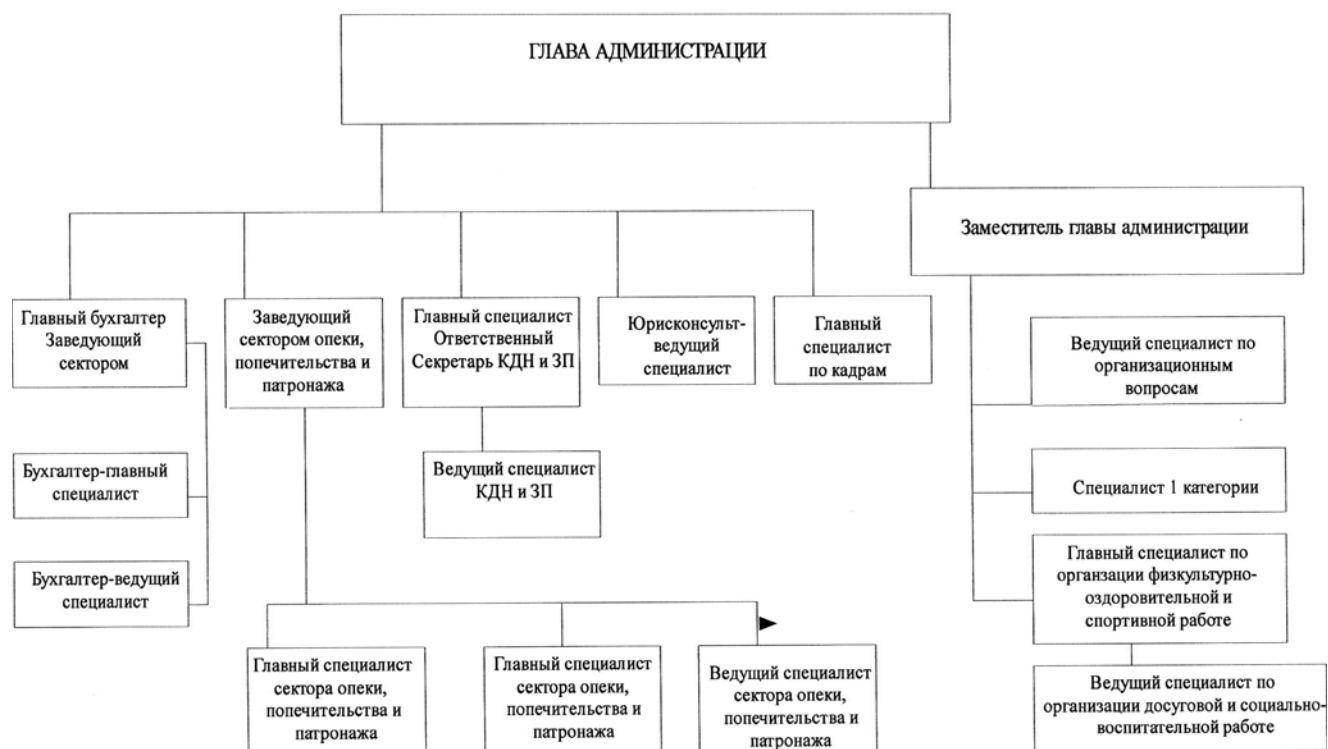 ГЛАВА АДМИНИСТРАЦИИ
Заместитель главы администрации
Главный бухгалтер
Заведующий
сектором
Заведующий
сектором опеки,
попечительства и
патронажа
Главный специалист
Ответственный
Секретарь КДН и ЗП
Юрисконсульт-
ведущий
специалист
Главный
специалист
по кадрам
Ведущий специалист по
организационным
вопросам
Бухгалтер-главный
специалист
Ведущий специалист
КДН и ЗП
Специалист 1 категории
Бухгалтер-ведущий
специалист
Главный специалист по
органзации физкультурно-
оздоровительной и
спортивной работе
Главный специалист
сектора опеки,
попечительства и
патронажа
Главный специалист
сектора опеки,
попечительства и
патронажа
Ведущий специалист
сектора опеки,
попечительства и
патронажа
Ведущий специалист по
организации досуговой и социально-
воспитательной работе